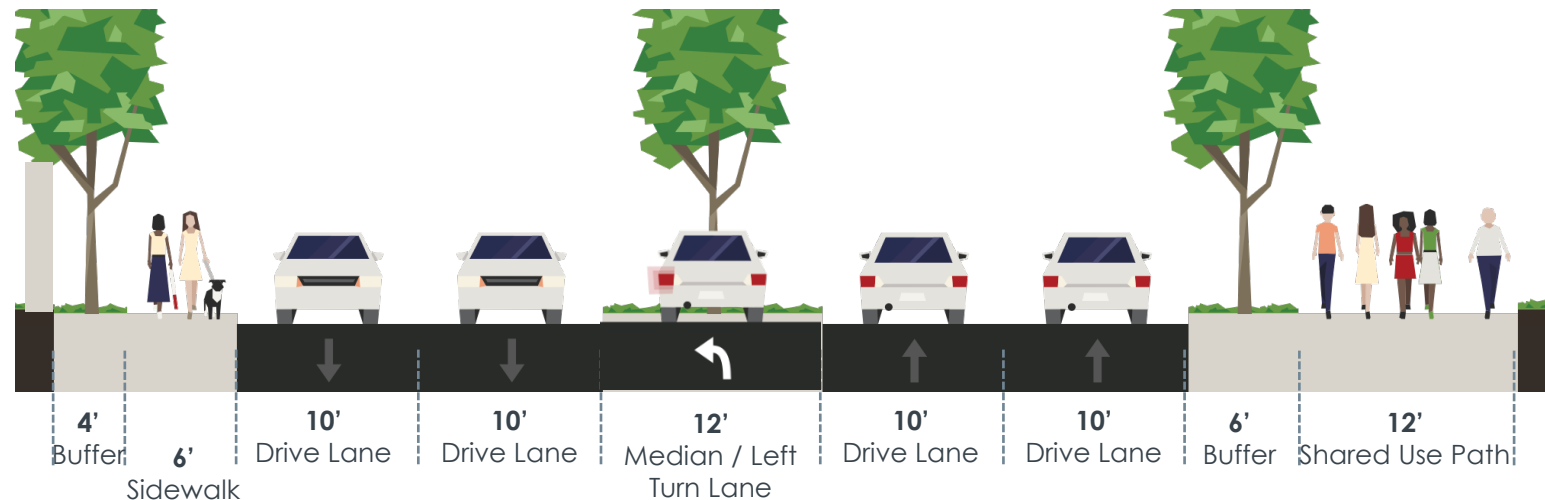 4’
Buffer
6’
Sidewalk
10’
Drive Lane
10’
Drive Lane
12’
Median / Left
Turn Lane
10’
Drive Lane
10’
Drive Lane
6’
Buffer
12’
Shared Use Path